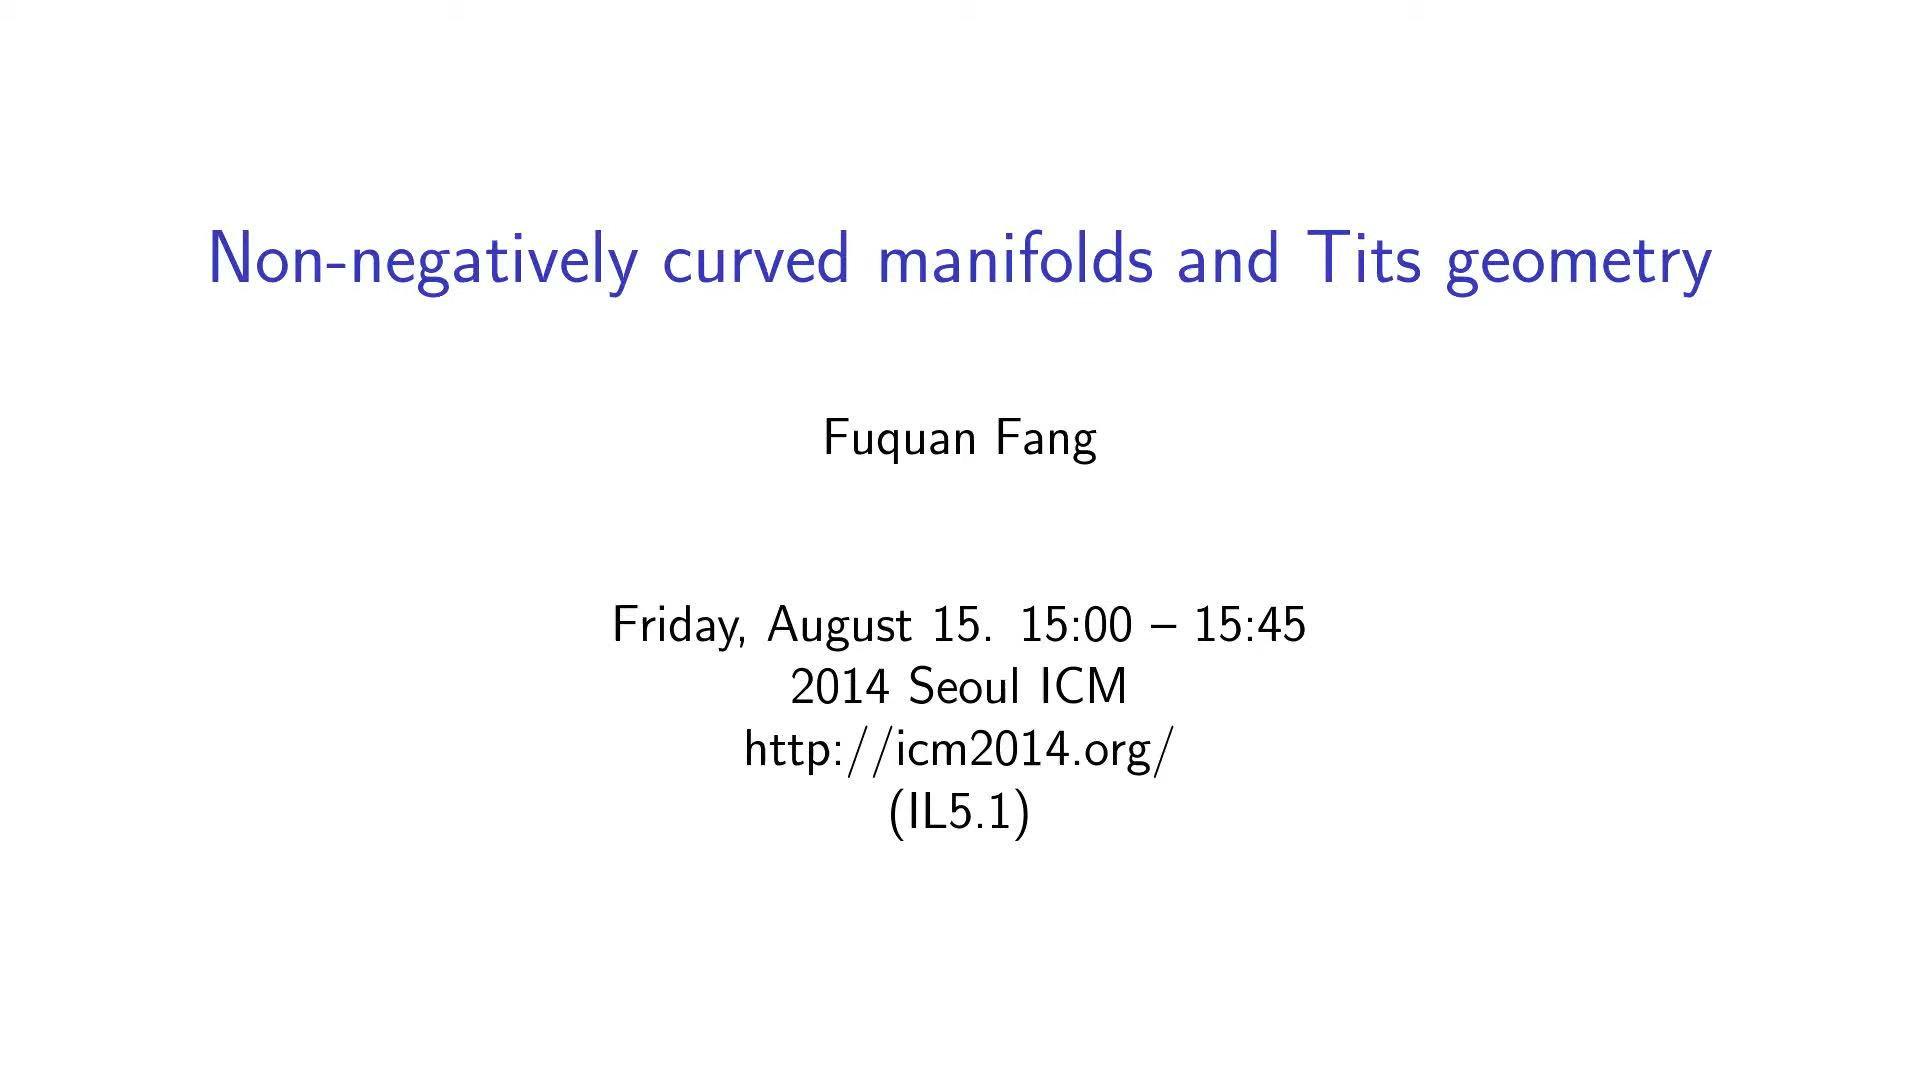 Non-negatively curved manifolds and Tits geometry
Fuquan Fang
Friday, August 15. 15:00 – 15:45
2014 Seoul ICM
http://icm2014.org/
(IL5.1)